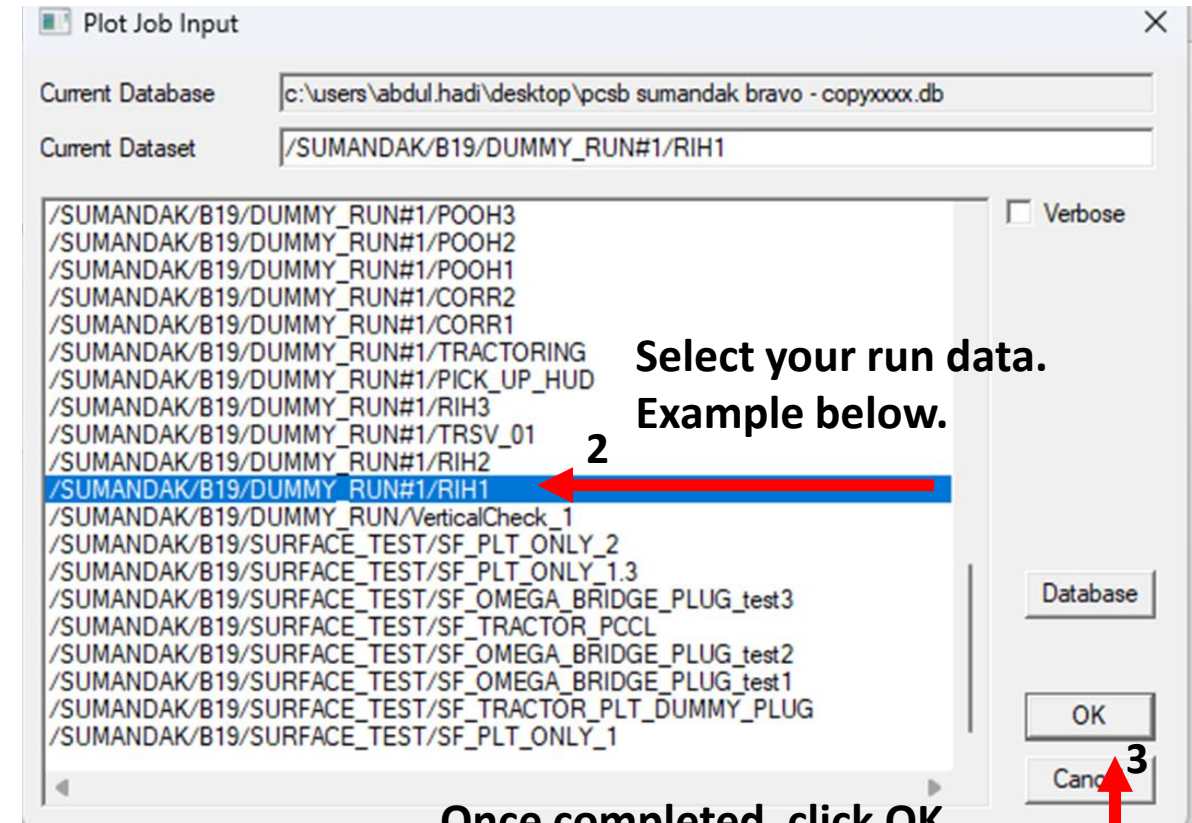 Plot Job Input
Current Database c:\users\abdul.hadi\desktop\pcsb sumandak bravo - copyxxxx.db
Current Dataset /SUMANDAK/B19/DUMMY_RUN#1/RIH1
/SUMANDAK/B19/DUMMY_RUN#1/POOH3
Verbose
/SUMANDAK/B19/DUMMY_RUN#1/POOH2
/SUMANDAK/B19/DUMMY_RUN#1/POOH1
/SUMANDAK/B19/DUMMY_RUN#1/CORR2
/SUMANDAK/B19/DUMMY_RUN#1/CORR1
/SUMANDAK/B19/DUMMY_RUN#1/TRACTORING
/SUMANDAK/B19/DUMMY_RUN#1/PICK_UP_HUD
/SUMANDAK/B19/DUMMY_RUN#1/RIH3
/SUMANDAK/B19/DUMMY_RUN#1/TRSV_01
/SUMANDAK/B19/DUMMY_RUN#1/RIH2
/SUMANDAK/B19/DUMMY_RUN#1/RIH1
/SUMANDAK/B19/DUMMY_RUN/VerticalCheck_1
/SUMANDAK/B19/SURFACE_TEST/SF_PLT_ONLY_2
/SUMANDAK/B19/SURFACE_TEST/SF_PLT_ONLY_1.3
/SUMANDAK/B19/SURFACE_TEST/SF_OMEGA_BRIDGE_PLUG_test3
/SUMANDAK/B19/SURFACE_TEST/SF_TRACTOR_PCCL
/SUMANDAK/B19/SURFACE_TEST/SF_OMEGA_BRIDGE_PLUG_test2
/SUMANDAK/B19/SURFACE_TEST/SF_OMEGA_BRIDGE_PLUG_test1
/SUMANDAK/B19/SURFACE_TEST/SF_TRACTOR_PLT_DUMMY_PLUG
/SUMANDAK/B19/SURFACE_TEST/SF_PLT_ONLY_1
Select your run data.
Example below.
2
Database
OK
3
Canc
Once completed, click OK